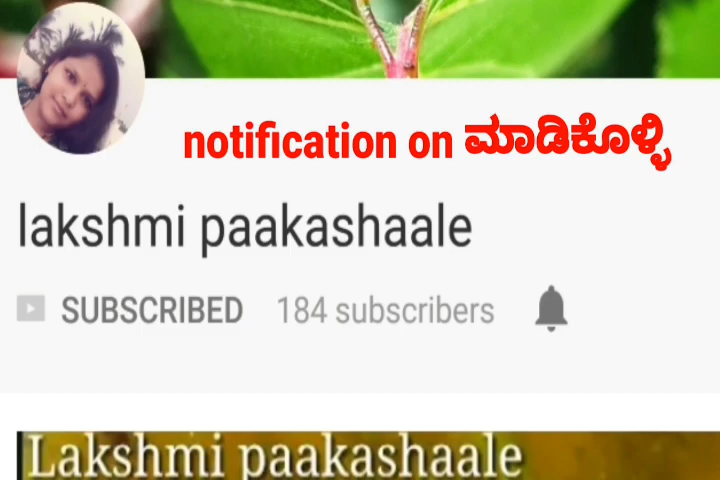 notification on ಮಾಡಿಕೊಳ್ಳಿ
lakshmi paakashaale
SUBSCRIBED 184 subscribers
Lakshmi paakashaale